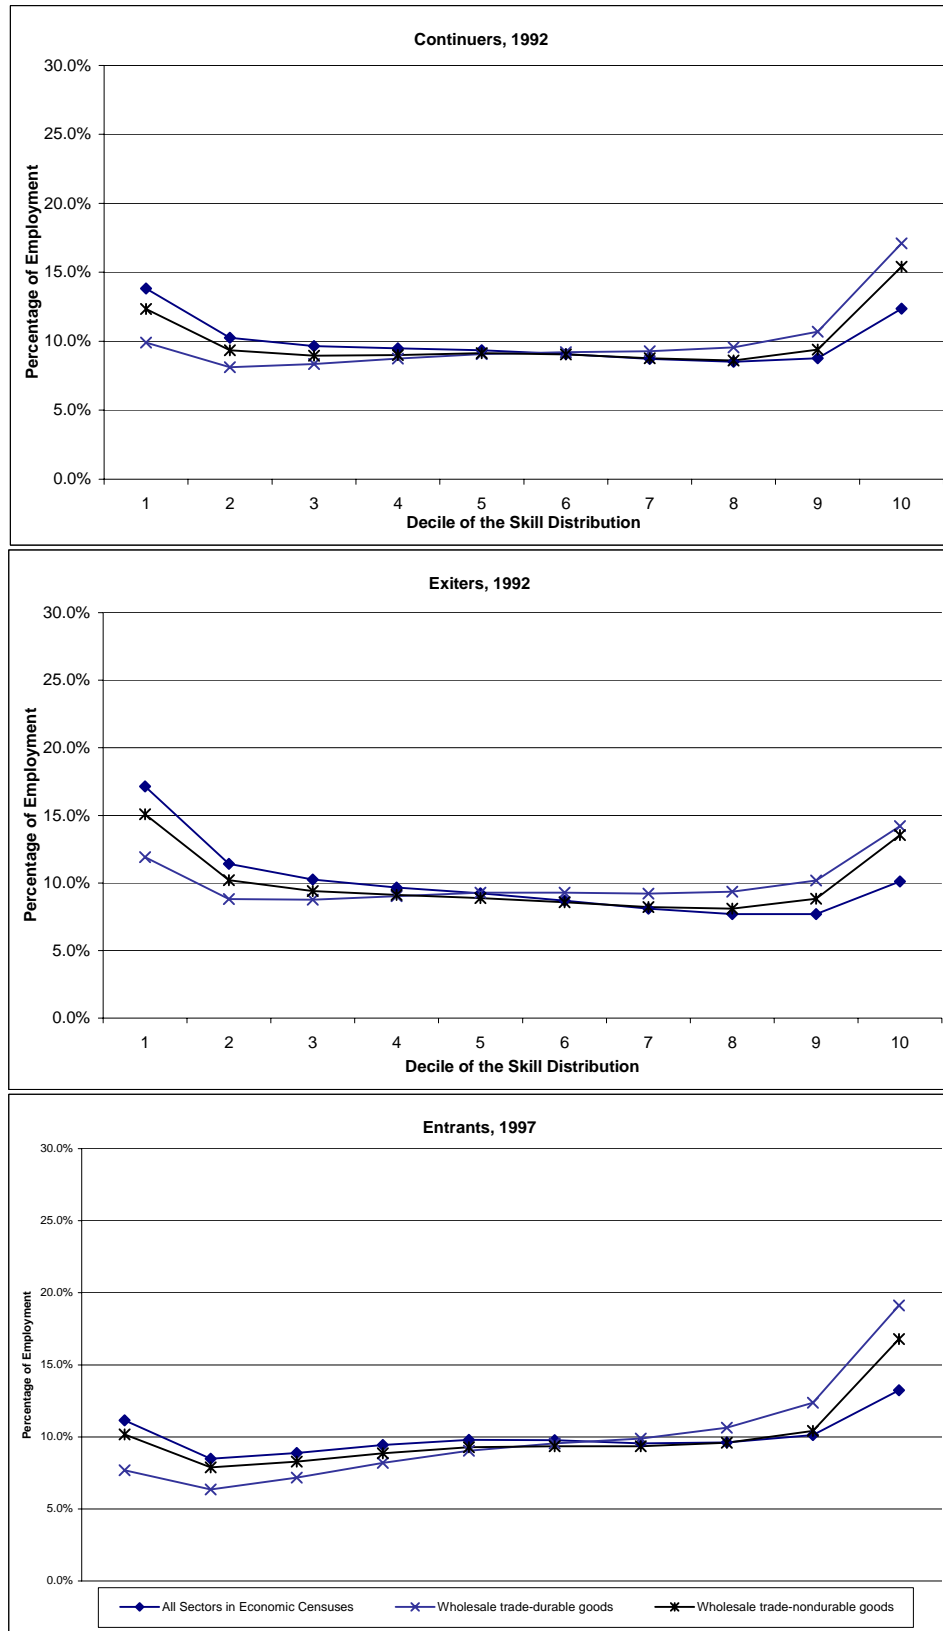 Continuers, 1992
30.0%
25.0%
20.0%
15.0%
10.0%
5.0%
0.0%
Percentage of Employment
1 2 3 4 5 6 7 8 9 10
Decile of the Skill Distribution
Exiters, 1992
30.0%
25.0%
20.0%
15.0%
10.0%
5.0%
0.0%
Percentage of Employment
1 2 3 4 5 6 7 8 9 10
Decile of the Skill Distribution
Entrants, 1997
30.0%
25.0%
20.0%
15.0%
10.0%
5.0%
0.0%
Percentage of Employment
All Sectors in Economic Censuses Wholesale trade-durable goods Wholesale trade-nondurable goods